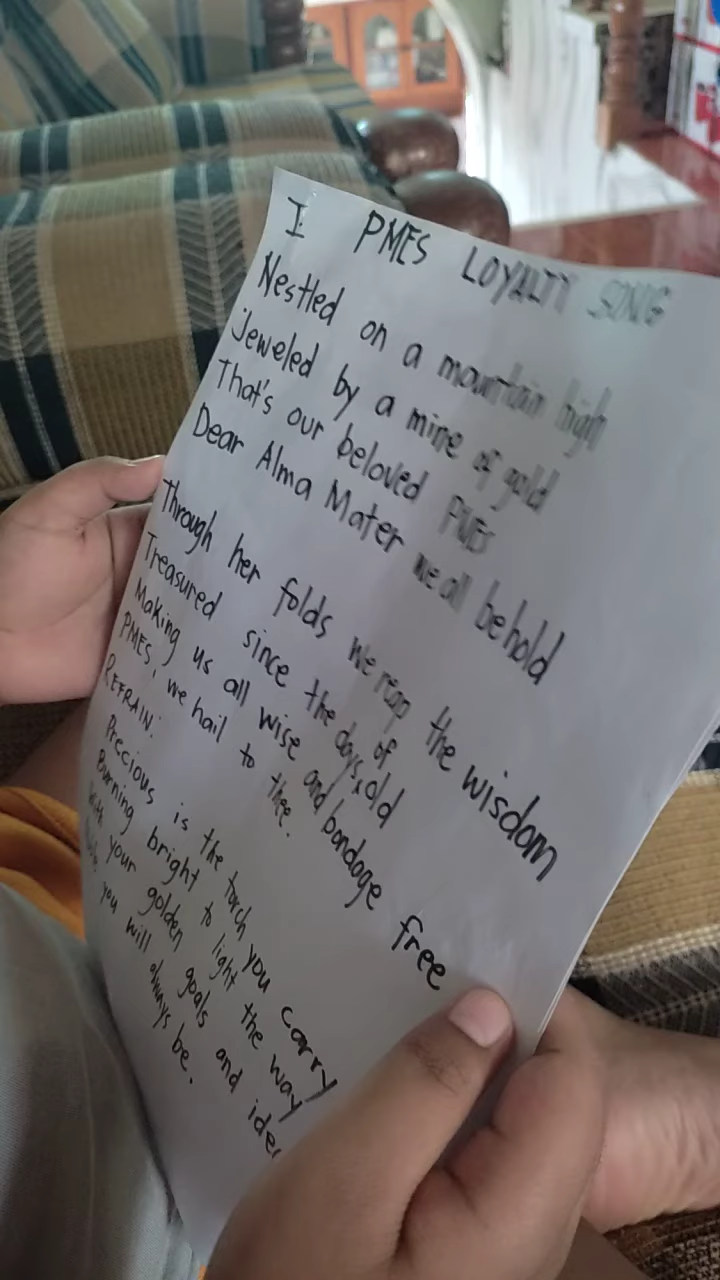 I PMES LOYALTY SONG
Nestled on a mountain high
Jeweled by a mine of gold
That's our beloved PMES
Dear Alma Mater we all behold
Through her folds we reap the wisdom
Treasured since the days of old
Making us all wise and bondage free
PMES, we hail to thee.
REFRAIN:
Precious is the torch you carry
Burning bright to light the way
With your golden goals and
you will always be.